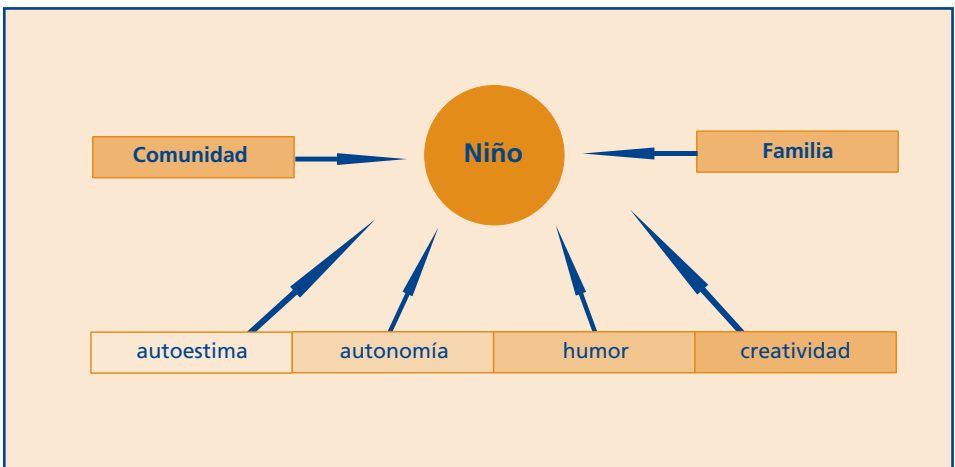 Comunidad
Niño
Familia
autoestima
autonomía
humor
creatividad